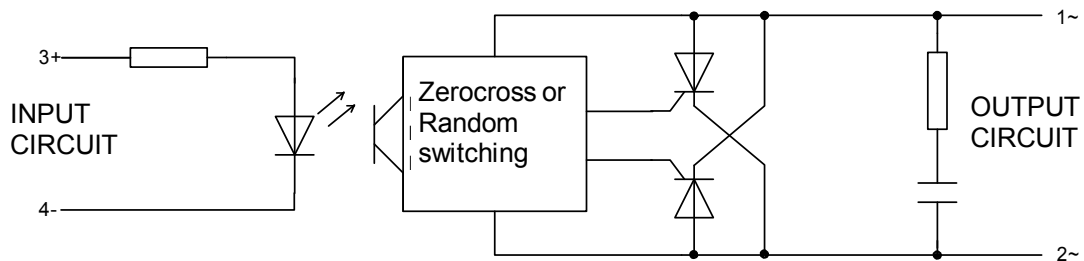 1~
3+
INPUT
CIRCUIT
4-
Zerocross or
Random
switching
OUTPUT
CIRCUIT
2~